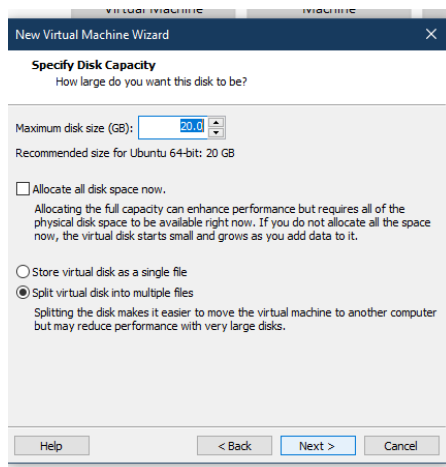 Virtual Machine
Machine
New Virtual Machine Wizard
Specify Disk Capacity
How large do you want this disk to be?
Maximum disk size (GB): 20.0
Recommended size for Ubuntu 64-bit: 20 GB
Allocate all disk space now.
Allocating the full capacity can enhance performance but requires all of the
physical disk space to be available right now. If you do not allocate all the space
now, the virtual disk starts small and grows as you add data to it.
Store virtual disk as a single file
Split virtual disk into multiple files
Splitting the disk makes it easier to move the virtual machine to another computer
but may reduce performance with very large disks.
Help < Back Next > Cancel